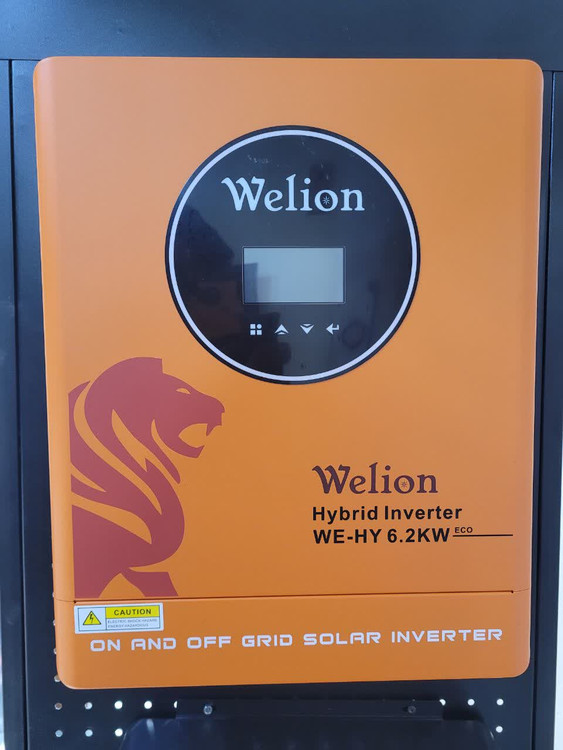 Welion
Welion
Hybrid Inverter
WE-HY 6.2KW ECO
CAUTION
ON AND OFF GRID SOLAR INVERTER